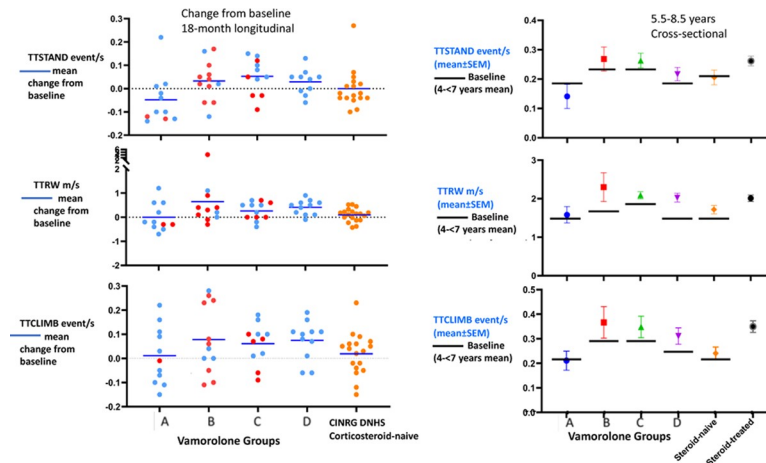 Change from baseline
18-month longitudinal
TTSTAND event/s
mean
change from
baseline
0.3
0.2
0.1
0.0
-0.1
-0.2
TTRW m/s
mean
change from
baseline
2
1
0
-1
-2
TTCLIMB event/s
mean
change from
baseline
0.3
0.2
0.1
0.0
-0.1
-0.2
A
B
C
D
CINRG DNHS
Corticosteroid-naive
Vamorolone Groups
5.5-8.5 years
Cross-sectional
TTSTAND event/s
(mean±SEM)
Baseline
(4-<7 years mean)
0.4
0.3
0.2
0.1
0.0
TTRW m/s
(mean±SEM)
Baseline
(4-<7 years mean)
3
2
1
0
TTCLIMB event/s
(mean±SEM)
Baseline
(4-<7 years mean)
0.5
0.4
0.3
0.2
0.1
0.0
A
B
C
D
Steroid-naive
Steroid-treated
Vamorolone Groups